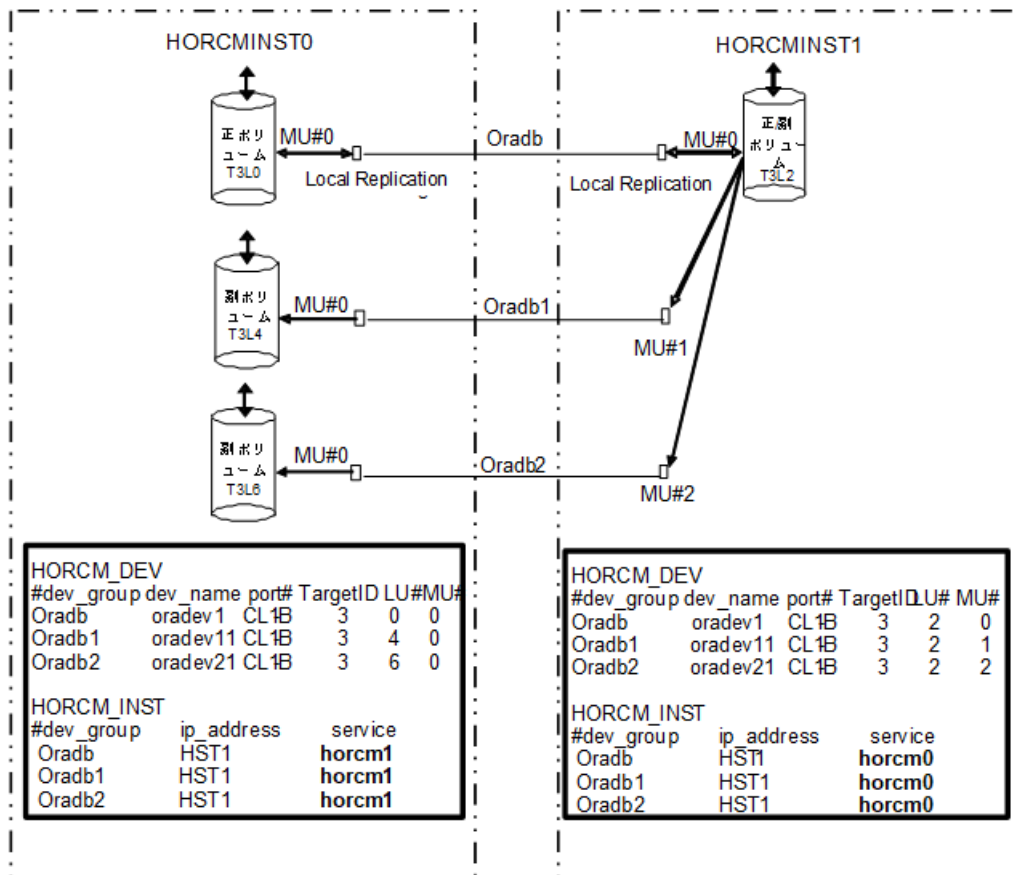 HORCMINST0
HORCMINST1
正ボリ
ューム
T3L0
MU#0
Oradb
MU#0
正副
ボリュー
ム
T3L2
Local Replication
Local Replication
副ボリ
ューム
T3L4
MU#0
Oradb1
MU#1
副ボリ
ューム
T3L6
MU#0
Oradb2
MU#2
HORCM_DEV
#dev_group dev_name port# TargetID LU#MU#
Oradb oradev1 CL1-B 3 0 0
Oradb1 oradev11 CL1-B 3 4 0
Oradb2 oradev21 CL1-B 3 6 0
HORCM_INST
#dev_group ip_address service
Oradb HST1 horcm1
Oradb1 HST1 horcm1
Oradb2 HST1 horcm1
HORCM_DEV
#dev_group dev_name port# TargetID LU# MU#
Oradb oradev1 CL1-B 3 2 0
Oradb1 oradev11 CL1-B 3 2 1
Oradb2 oradev21 CL1-B 3 2 2
HORCM_INST
#dev_group ip_address service
Oradb HST1 horcm0
Oradb1 HST1 horcm0
Oradb2 HST1 horcm0